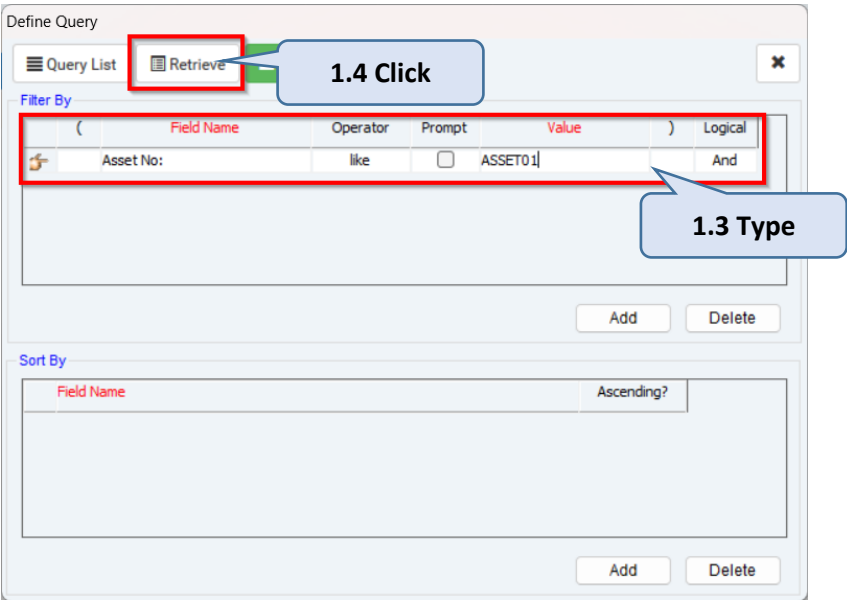 Define Query
Query List
Retrieve
1.4 Click
Filter By
( Field Name Operator Prompt Value ) Logical
Asset No: like ASSET01 And
1.3 Type
Add Delete
Sort By
Field Name Ascending?
Add Delete